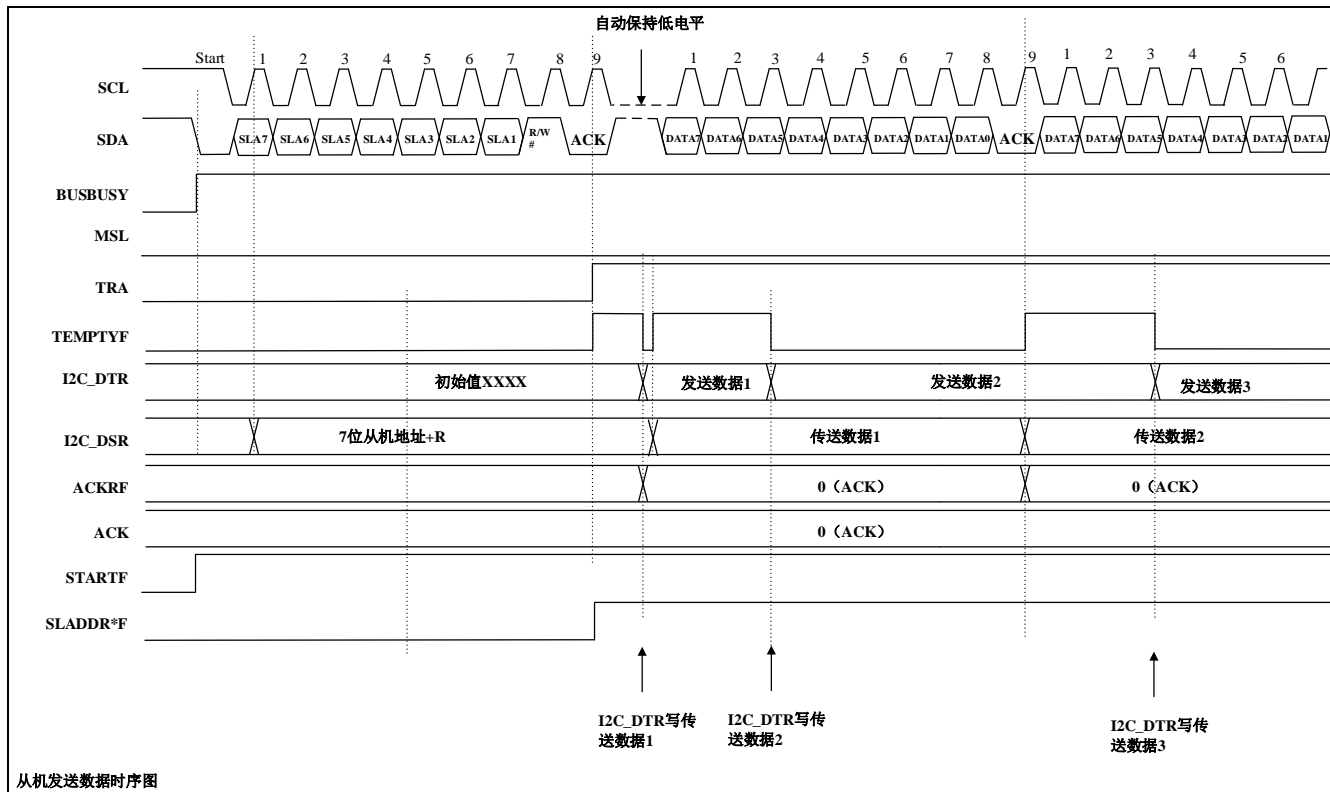 自动保持低电平
Start 1 2 3 4 5 6 7 8 9 1 2 3 4 5 6 7 8 9 1 2 3 4 5 6
SCL
SDA SLA7 SLA6 SLA5 SLA4 SLA3 SLA2 SLA1 R/W# ACK DATA7 DATA6 DATA5 DATA4 DATA3 DATA2 DATA1 DATA0 ACK DATA7 DATA6 DATA5 DATA4 DATA3 DATA2 DATA1
BUSBUSY
MSL
TRA
TEMPTYF
I2C_DTR 初始值XXXX 发送数据1 发送数据2 发送数据3
I2C_DSR 7位从机地址+R 传送数据1 传送数据2
ACKRF 0（ACK） 0（ACK）
ACK 0（ACK）
STARTF
SLADDR*F
I2C_DTR写传
送数据1
I2C_DTR写传
送数据2
I2C_DTR写传
送数据3
从机发送数据时序图